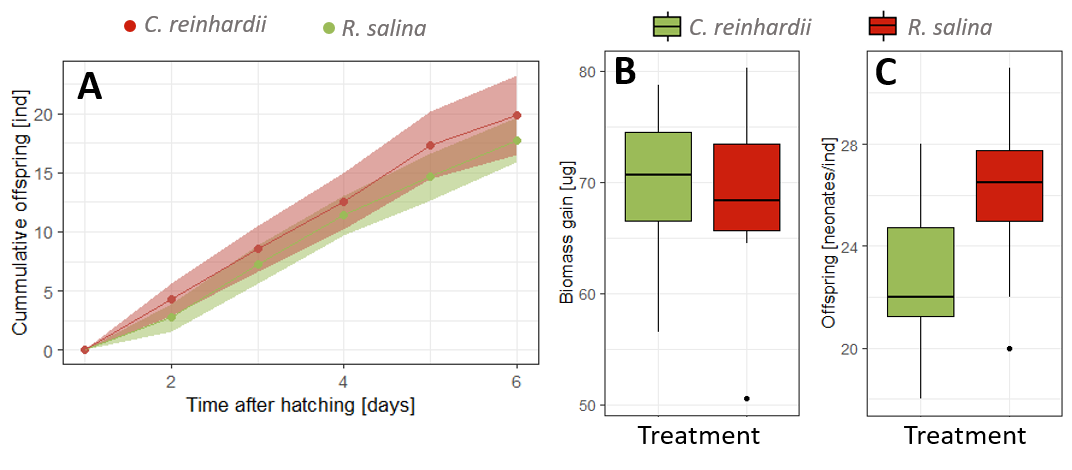 C. reinhardii
R. salina
A
Cummulative offspring [ind]
20
15
10
5
0
2
4
6
Time after hatching [days]
C. reinhardii
R. salina
B
Biomass gain [ug]
80
70
60
50
Treatment
C
Offspring [neonates/ind]
28
24
20
Treatment